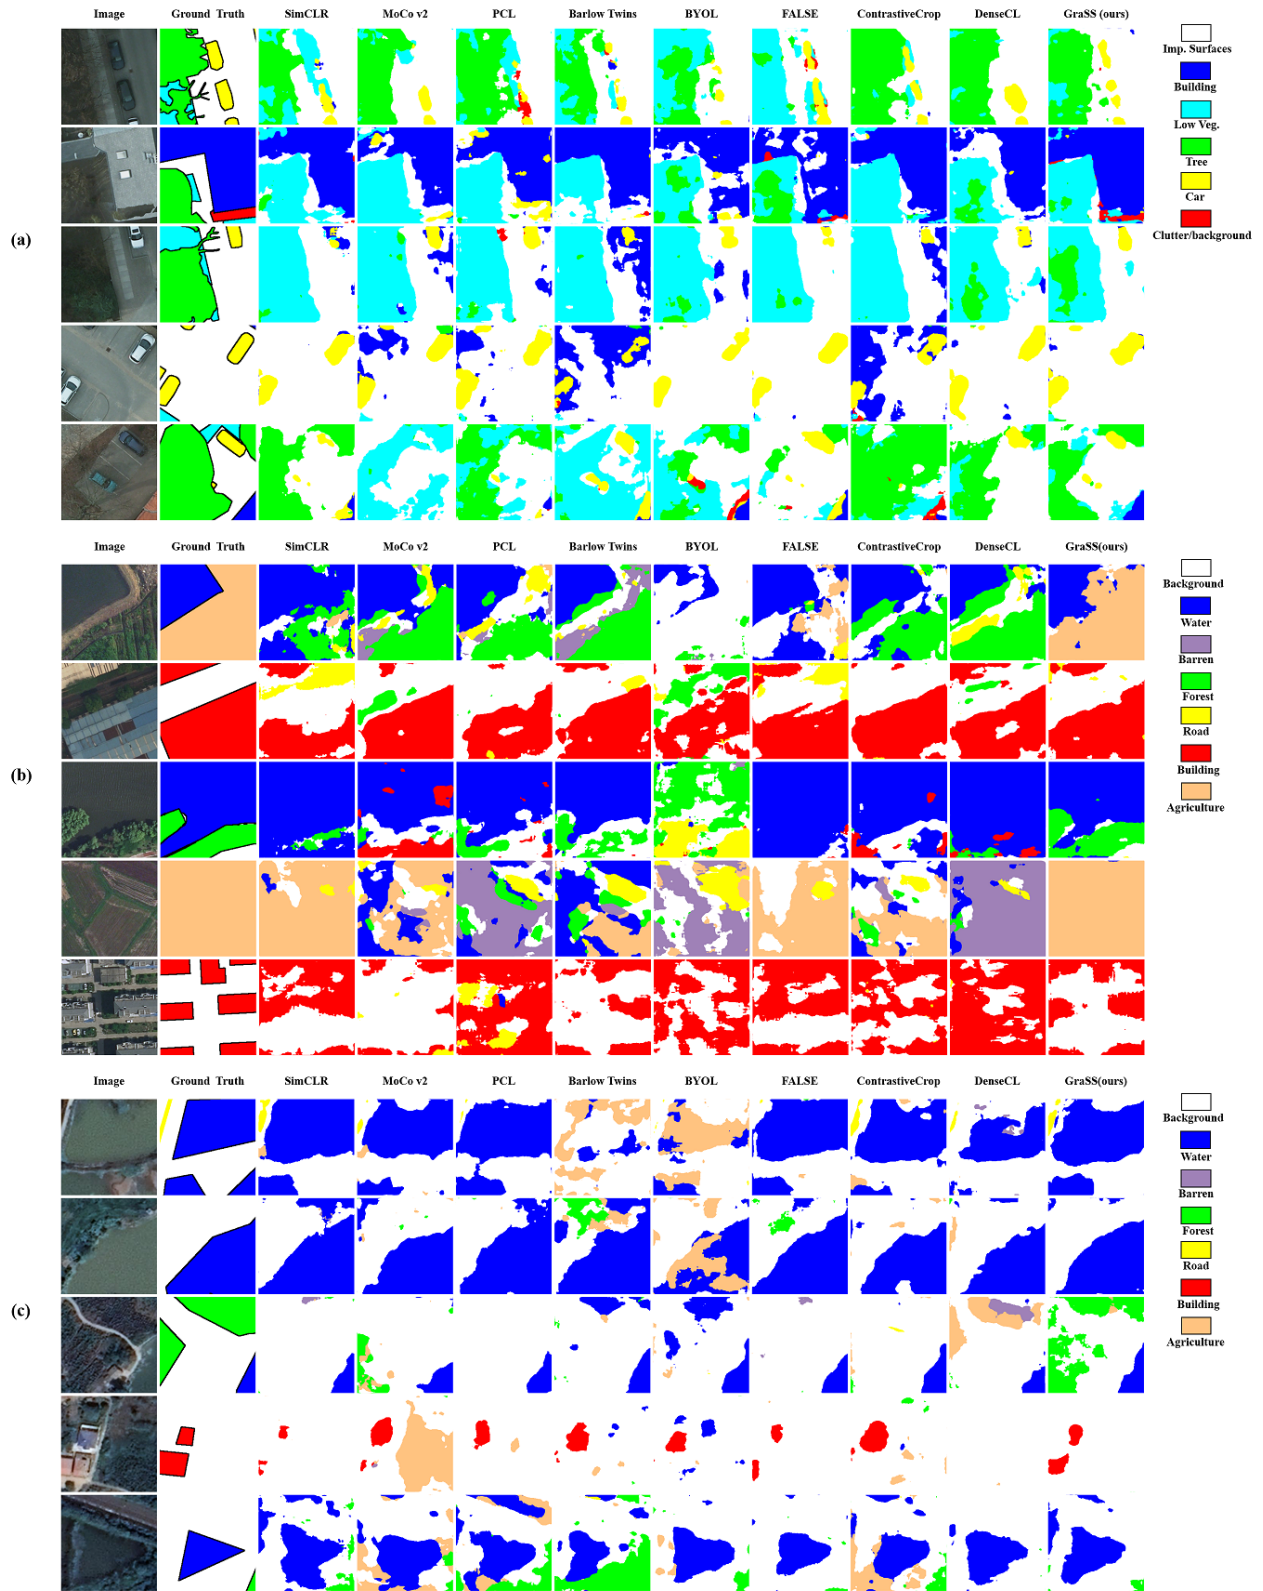 Image Ground Truth SimCLR MoCo v2 PCL Barlow Twins BYOL FALSE ContrastiveCrop DenseCL GraSS (ours)
Imp. Surfaces
Building
Low Veg.
Tree
Car
Clutter/background
(a)
Image Ground Truth SimCLR MoCo v2 PCL Barlow Twins BYOL FALSE ContrastiveCrop DenseCL GraSS(ours)
Background
Water
Barren
Forest
Road
Building
Agriculture
(b)
Image Ground Truth SimCLR MoCo v2 PCL Barlow Twins BYOL FALSE ContrastiveCrop DenseCL GraSS(ours)
Background
Water
Barren
Forest
Road
Building
Agriculture
(c)